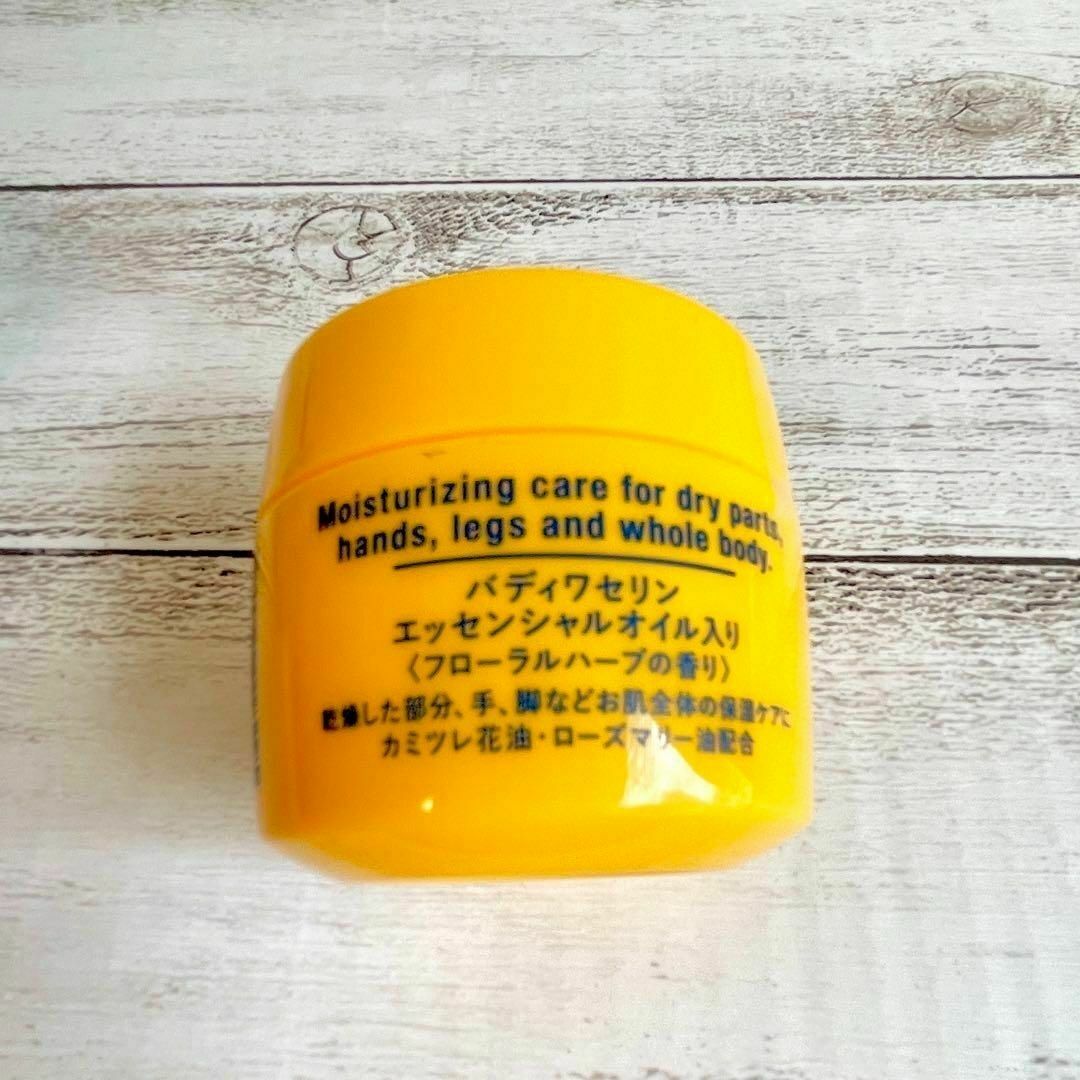 Moisturizing care for dry parts,
hands, legs and whole body.
バディワセリン
エッセンシャルオイル入り
〈フローラルハーブの香り〉
乾燥した部分、手、脚などお肌全体の保湿ケアに
カミツレ花油・ローズマリー油配合